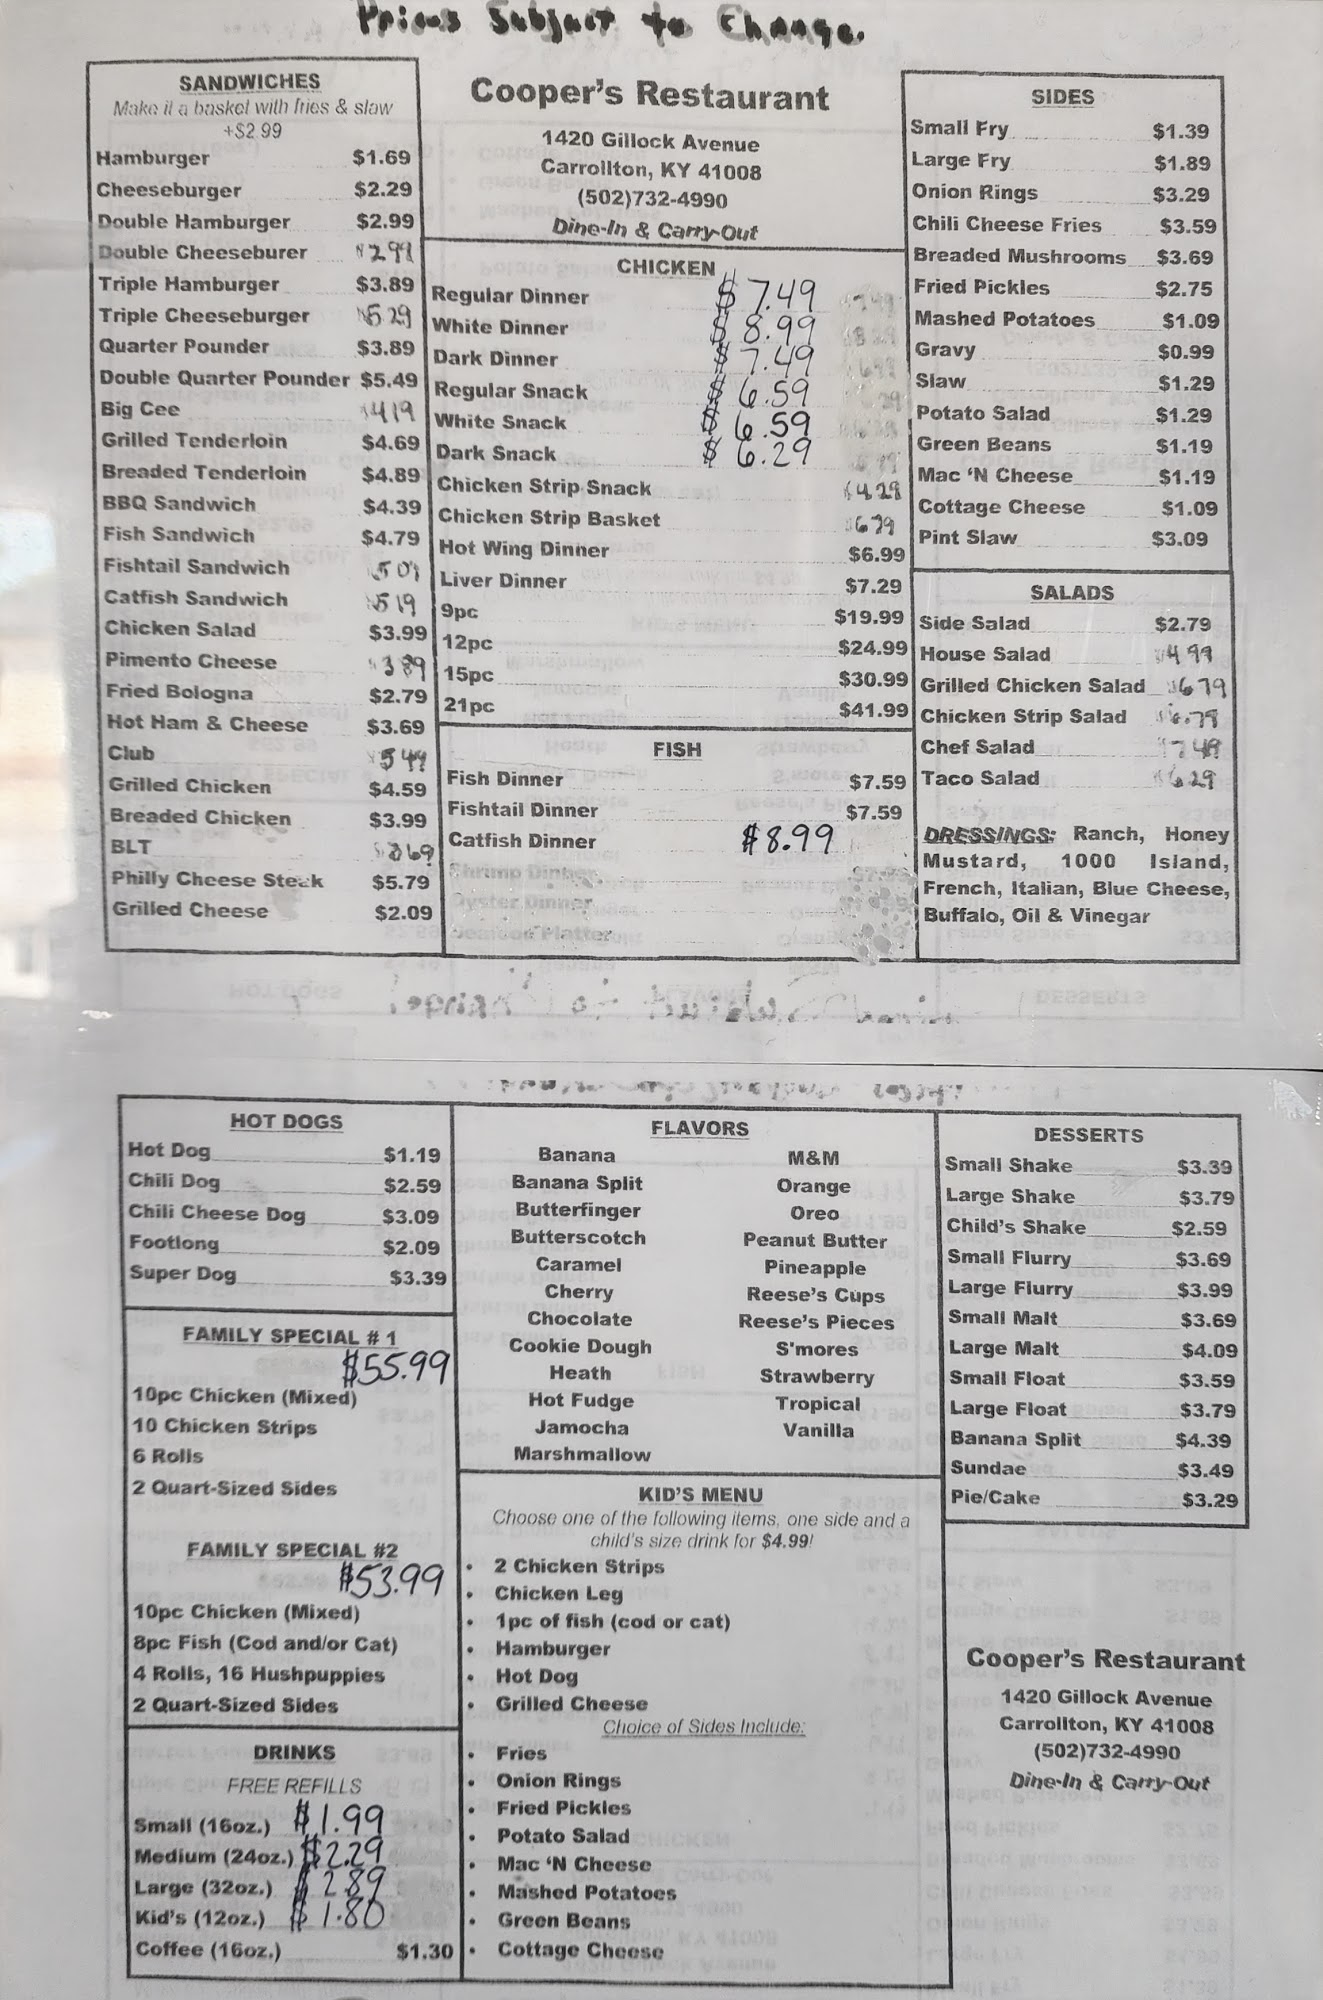 Prices Subject to Change.
SANDWICHES
Make it a basket with fries & slaw
+$2.99
Hamburger $1.69
Cheeseburger $2.29
Double Hamburger $2.99
Double Cheeseburer $2.99
Triple Hamburger $3.89
Triple Cheeseburger $5.29
Quarter Pounder $3.89
Double Quarter Pounder $5.49
Big Cee $4.19
Grilled Tenderloin $4.69
Breaded Tenderloin $4.89
BBQ Sandwich $4.39
Fish Sandwich $4.79
Fishtail Sandwich $5.09
Catfish Sandwich $5.19
Chicken Salad $3.99
Pimento Cheese $3.89
Fried Bologna $2.79
Hot Ham & Cheese $3.69
Club $5.49
Grilled Chicken $4.59
Breaded Chicken $3.99
BLT
Philly Cheese Steak $5.79
Grilled Cheese $2.09
Cooper's Restaurant
1420 Gillock Avenue
Carrollton, KY 41008
(502)732-4990
Dine-In & Carry-Out
CHICKEN
Regular Dinner $7.49
White Dinner $8.99
Dark Dinner $7.49
Regular Snack $6.59
White Snack $6.59
Dark Snack $6.29
Chicken Strip Snack $4.29
Chicken Strip Basket $6.79
Hot Wing Dinner $6.99
Liver Dinner $7.29
9pc $19.99
12pc $24.99
15pc $30.99
21pc $41.99
FISH
Fish Dinner $7.59
Fishtail Dinner $7.59
Catfish Dinner $8.99
Shrimp Dinner
Oyster Dinner
Seafood Platter
SIDES
Small Fry $1.39
Large Fry $1.89
Onion Rings $3.29
Chili Cheese Fries $3.59
Breaded Mushrooms $3.69
Fried Pickles $2.75
Mashed Potatoes $1.09
Gravy $0.99
Slaw $1.29
Potato Salad $1.29
Green Beans $1.19
Mac 'N Cheese $1.19
Cottage Cheese $1.09
Pint Slaw $3.09
SALADS
Side Salad $2.79
House Salad $4.99
Grilled Chicken Salad $6.79
Chicken Strip Salad $6.79
Chef Salad $7.49
Taco Salad $6.29
DRESSINGS: Ranch, Honey
Mustard, 1000 Island,
French, Italian, Blue Cheese,
Buffalo, Oil & Vinegar
HOT DOGS
Hot Dog $1.19
Chili Dog $2.59
Chili Cheese Dog $3.09
Footlong $2.09
Super Dog $3.39
FAMILY SPECIAL # 1
$55.99
10pc Chicken (Mixed)
10 Chicken Strips
6 Rolls
2 Quart-Sized Sides
FAMILY SPECIAL #2
$53.99
10pc Chicken (Mixed)
8pc Fish (Cod and/or Cat)
4 Rolls, 16 Hushpuppies
2 Quart-Sized Sides
DRINKS
FREE REFILLS
Small (16oz.) $1.99
Medium (24oz.) $2.29
Large (32oz.) $2.89
Kid's (12oz.) $1.80
Coffee (16oz.) $1.30
FLAVORS
Banana M&M
Banana Split Orange
Butterfinger Oreo
Butterscotch Peanut Butter
Caramel Pineapple
Cherry Reese's Cups
Chocolate Reese's Pieces
Cookie Dough S'mores
Heath Strawberry
Hot Fudge Tropical
Jamocha Vanilla
Marshmallow
KID'S MENU
Choose one of the following items, one side and a
child's size drink for $4.99!
• 2 Chicken Strips
• Chicken Leg
• 1pc of fish (cod or cat)
• Hamburger
• Hot Dog
• Grilled Cheese
Choice of Sides Include:
• Fries
• Onion Rings
• Fried Pickles
• Potato Salad
• Mac 'N Cheese
• Mashed Potatoes
• Green Beans
• Cottage Cheese
DESSERTS
Small Shake $3.39
Large Shake $3.79
Child's Shake $2.59
Small Flurry $3.69
Large Flurry $3.99
Small Malt $3.69
Large Malt $4.09
Small Float $3.59
Large Float $3.79
Banana Split $4.39
Sundae $3.49
Pie/Cake $3.29
Cooper's Restaurant
1420 Gillock Avenue
Carrollton, KY 41008
(502)732-4990
Dine-In & Carry-Out